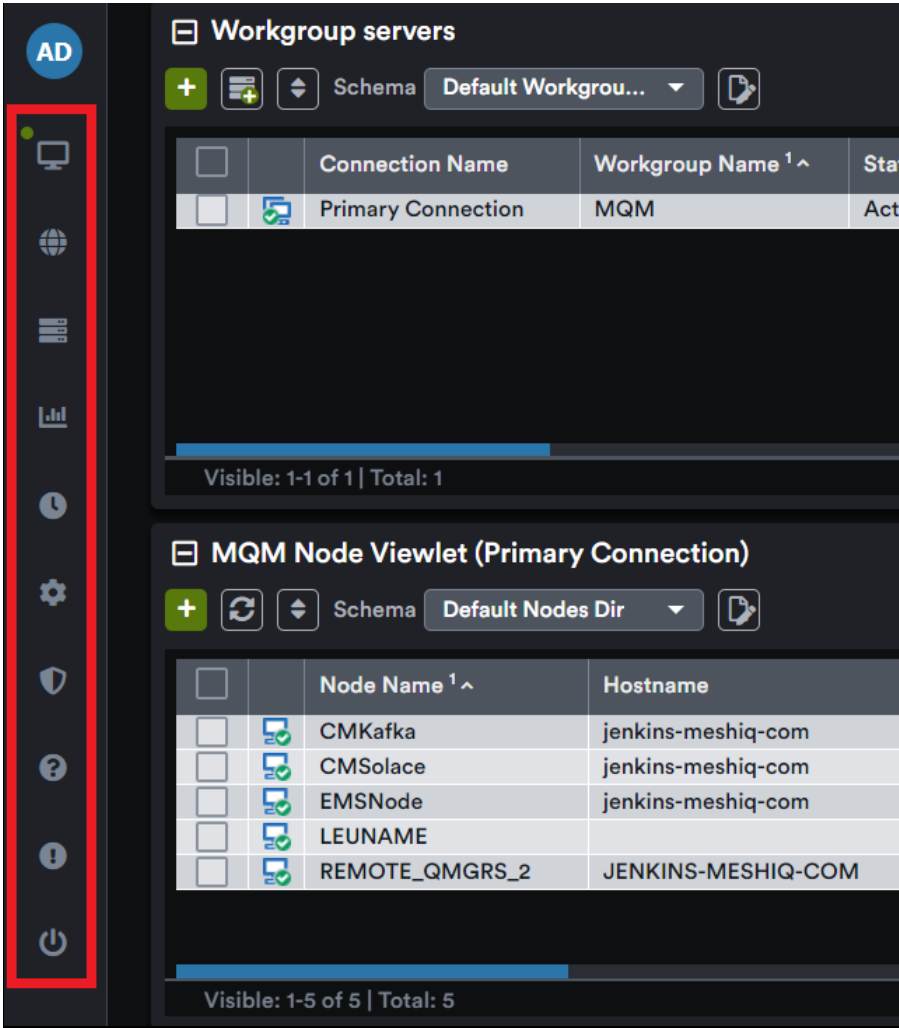 AD
Workgroup servers
Schema Default Workgrou...
Connection Name Workgroup Name 1 Sta
Primary Connection MQM Act
Visible: 1-1 of 1 | Total: 1
MQM Node Viewlet (Primary Connection)
Schema Default Nodes Dir
Node Name 1 Hostname
CMKafka jenkins-meshiq-com
CMSolace jenkins-meshiq-com
EMSNode jenkins-meshiq-com
LEUNAME
REMOTE_QMGRS_2 JENKINS-MESHIQ-COM
Visible: 1-5 of 5 | Total: 5